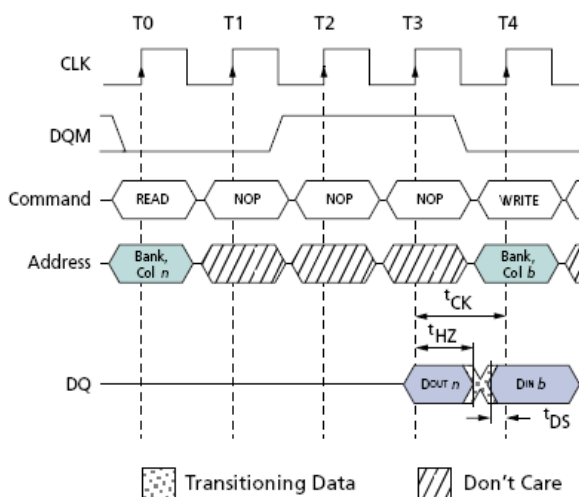 T0 T1 T2 T3 T4
CLK
DQM
Command READ NOP NOP NOP WRITE
Address Bank, Col n Bank, Col b
tCK
tHZ
DQ DOUT n DIN b
tDS
Transitioning Data Don't Care